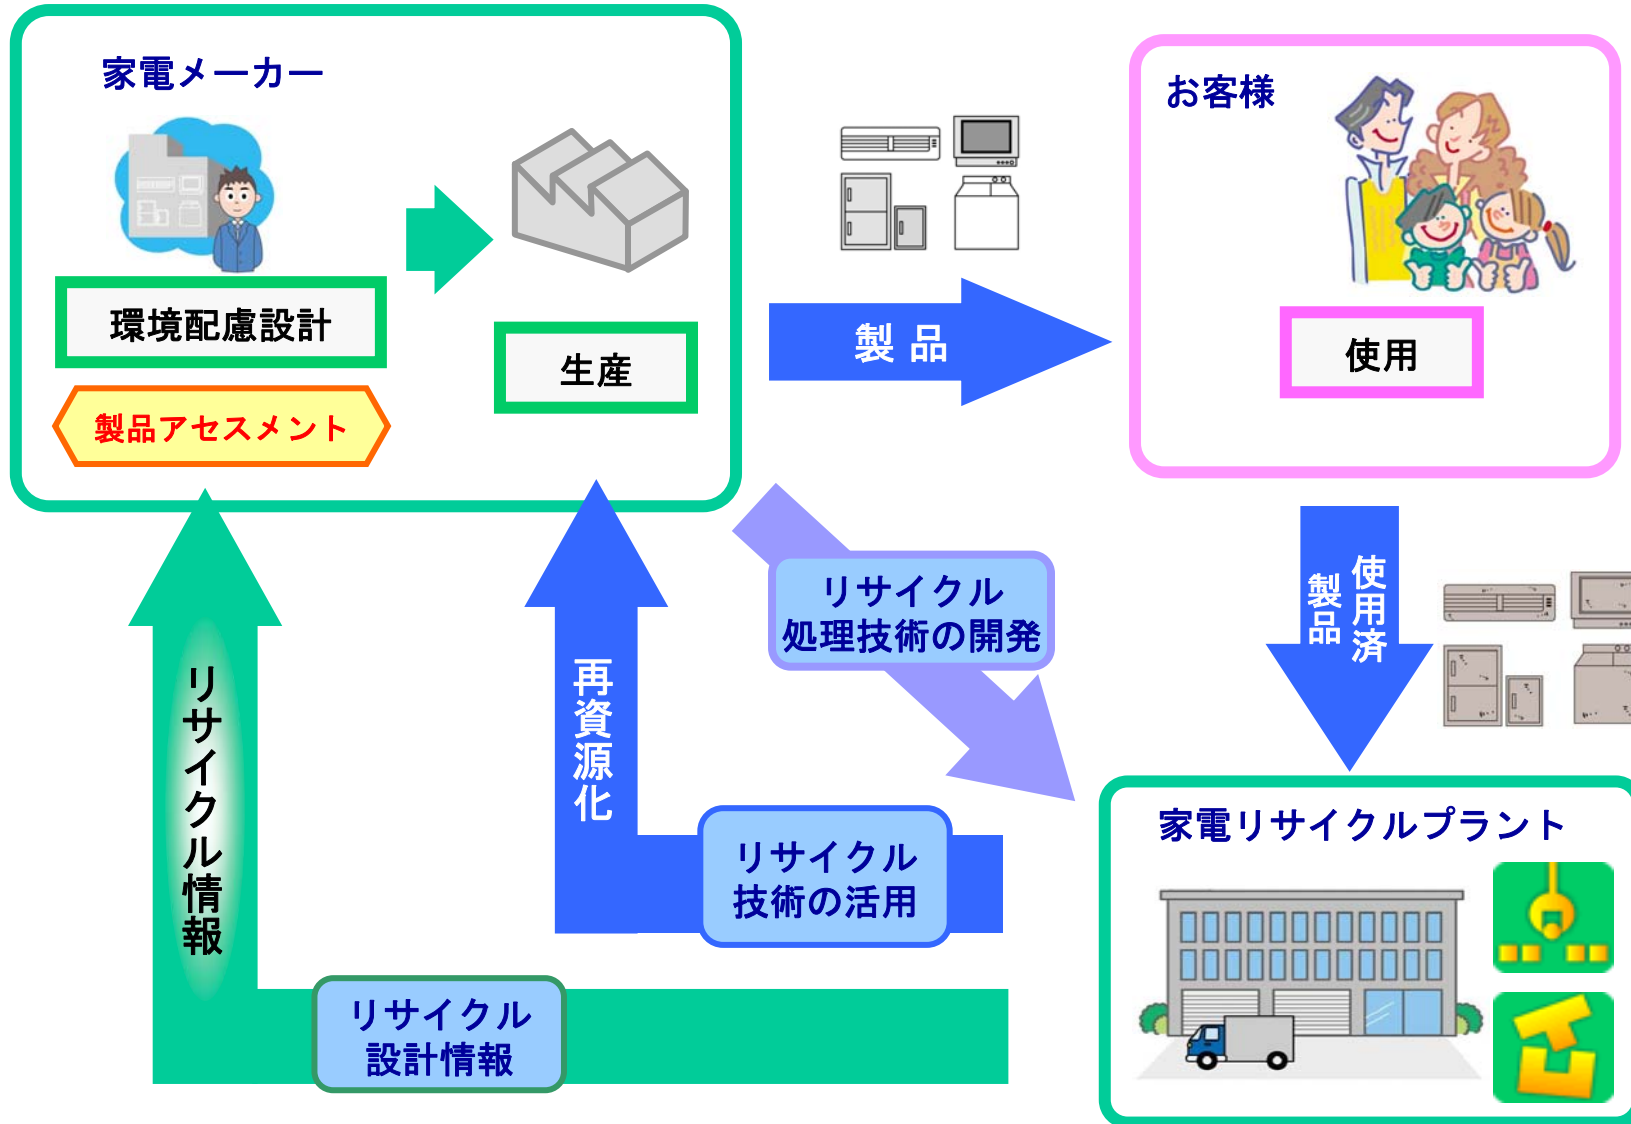 家電メーカー
環境配慮設計
製品アセスメント
生産
製品
お客様
使用
使用済
製品
リサイクル
処理技術の開発
再資源化
リサイクル
技術の活用
リサイクル情報
リサイクル
設計情報
家電リサイクルプラント